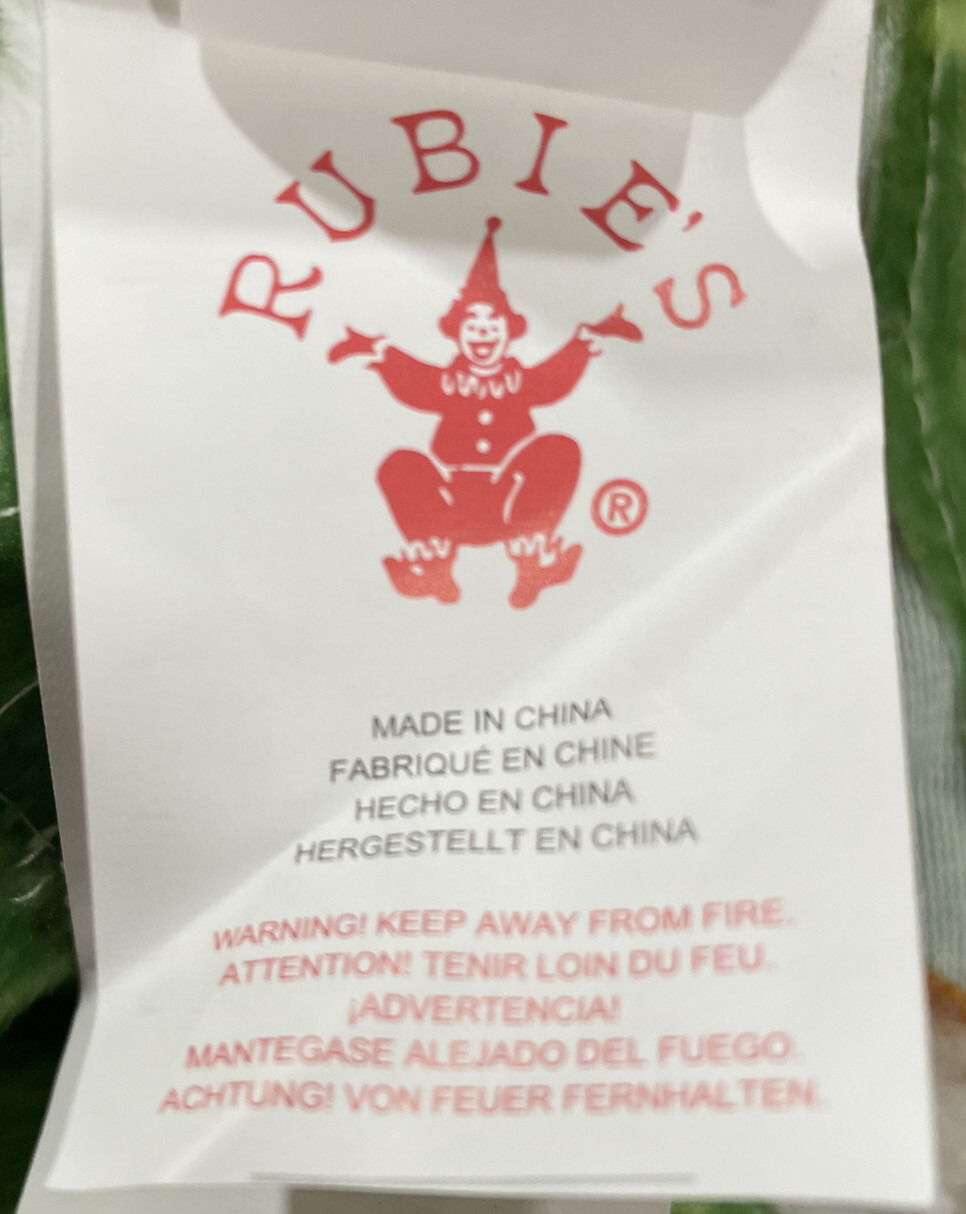 RUBIE'S
®
MADE IN CHINA
FABRIQUÉ EN CHINE
HECHO EN CHINA
HERGESTELLT EN CHINA
WARNING! KEEP AWAY FROM FIRE.
ATTENTION! TENIR LOIN DU FEU.
¡ADVERTENCIA!
MANTEGASE ALEJADO DEL FUEGO.
ACHTUNG! VON FEUER FERNHALTEN.